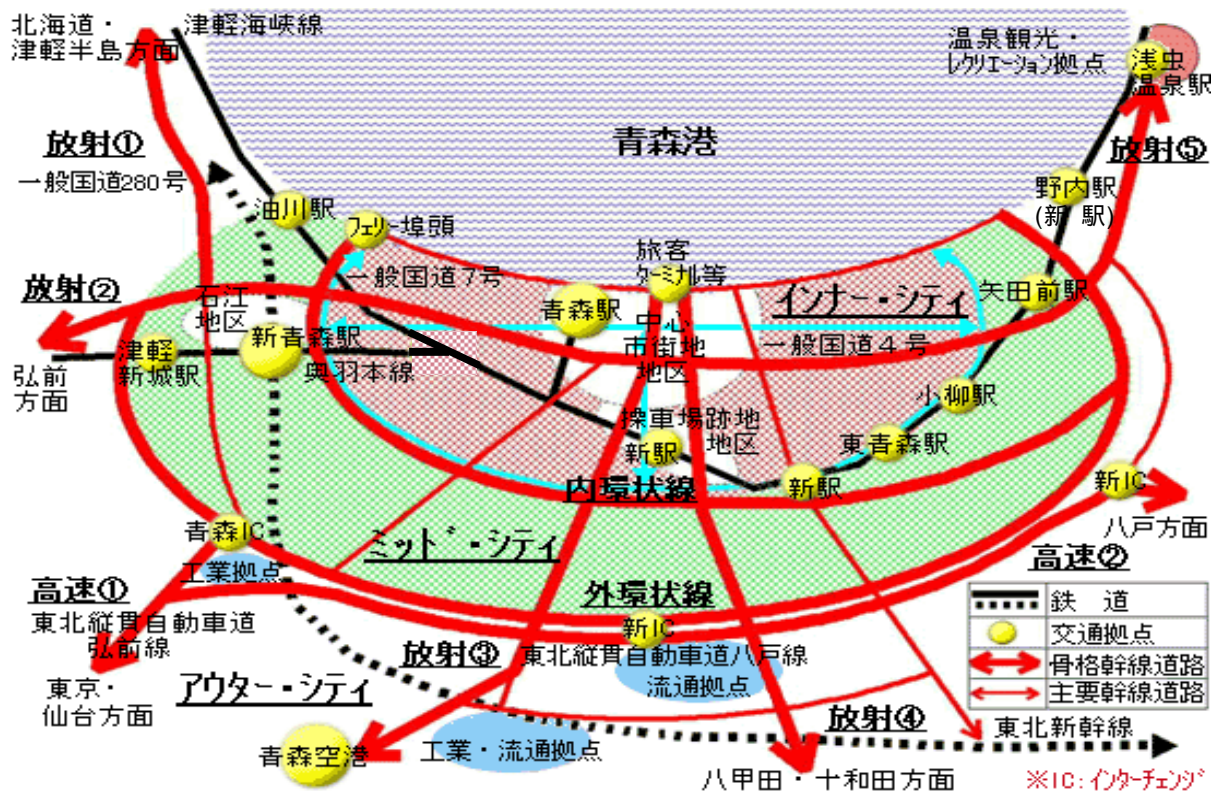 北海道・
津軽半島方面
津軽海峡線
温泉観光・
レクリエーション拠点
浅虫
温泉駅
放射①
一般国道280号
青森港
放射⑤
油川駅
フェリー埠頭
野内駅
(新 駅)
旅客
ターミナル等
放射②
一般国道7号
石江
地区
青森駅
インナー・シティ
矢田前駅
新青森駅
中心
市街地
地区
一般国道4号
津軽
新城駅
奥羽本線
弘前
方面
小柳駅
操車場跡地
地区
新駅
東青森駅
内環状線
新駅
新IC
八戸方面
青森IC
ミッド・シティ
工業拠点
高速②
高速①
外環状線
東北縦貫自動車道
弘前線
新IC
放射③
東北縦貫自動車道八戸線
流通拠点
東京・
仙台方面
アウター・シティ
鉄 道
交通拠点
骨格幹線道路
主要幹線道路
放射④
東北新幹線
青森空港
工業・流通拠点
八甲田・十和田方面
※IC:インターチェンジ